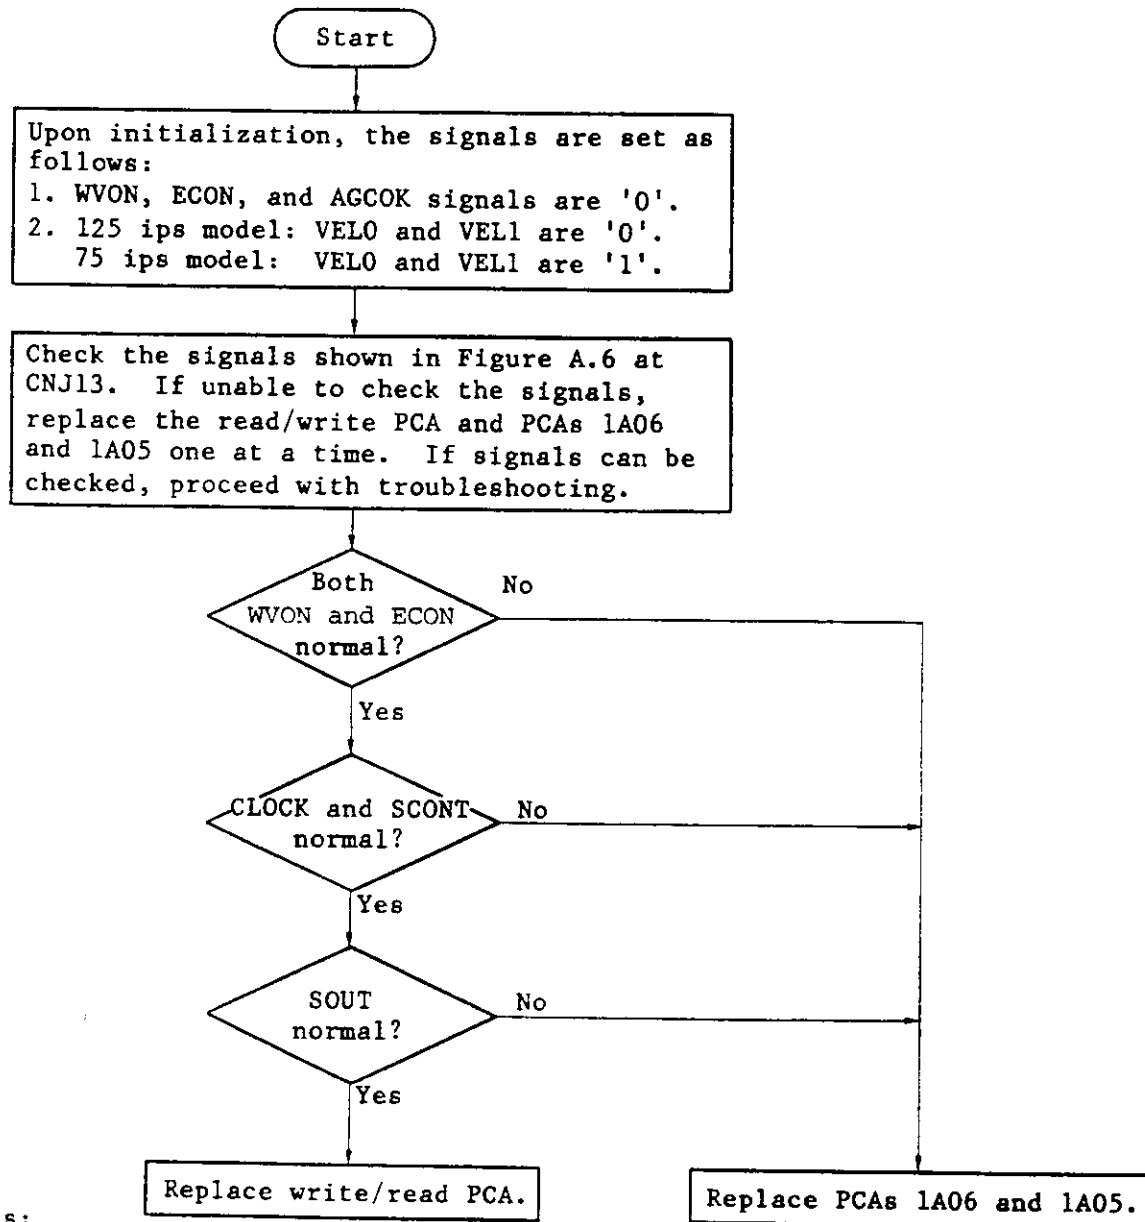 Start
Upon initialization, the signals are set as
follows:
1. WVON, ECON, and AGCOK signals are '0'.
2. 125 ips model: VEL0 and VEL1 are '0'.
75 ips model: VEL0 and VEL1 are '1'.
Check the signals shown in Figure A.6 at
CNJ13. If unable to check the signals,
replace the read/write PCA and PCAs 1A06
and 1A05 one at a time. If signals can be
checked, proceed with troubleshooting.
Both
WVON and ECON
normal?
No
Yes
CLOCK and SCONT
normal?
No
Yes
SOUT
normal?
No
Yes
Replace write/read PCA.
Replace PCAs 1A06 and 1A05.
s: